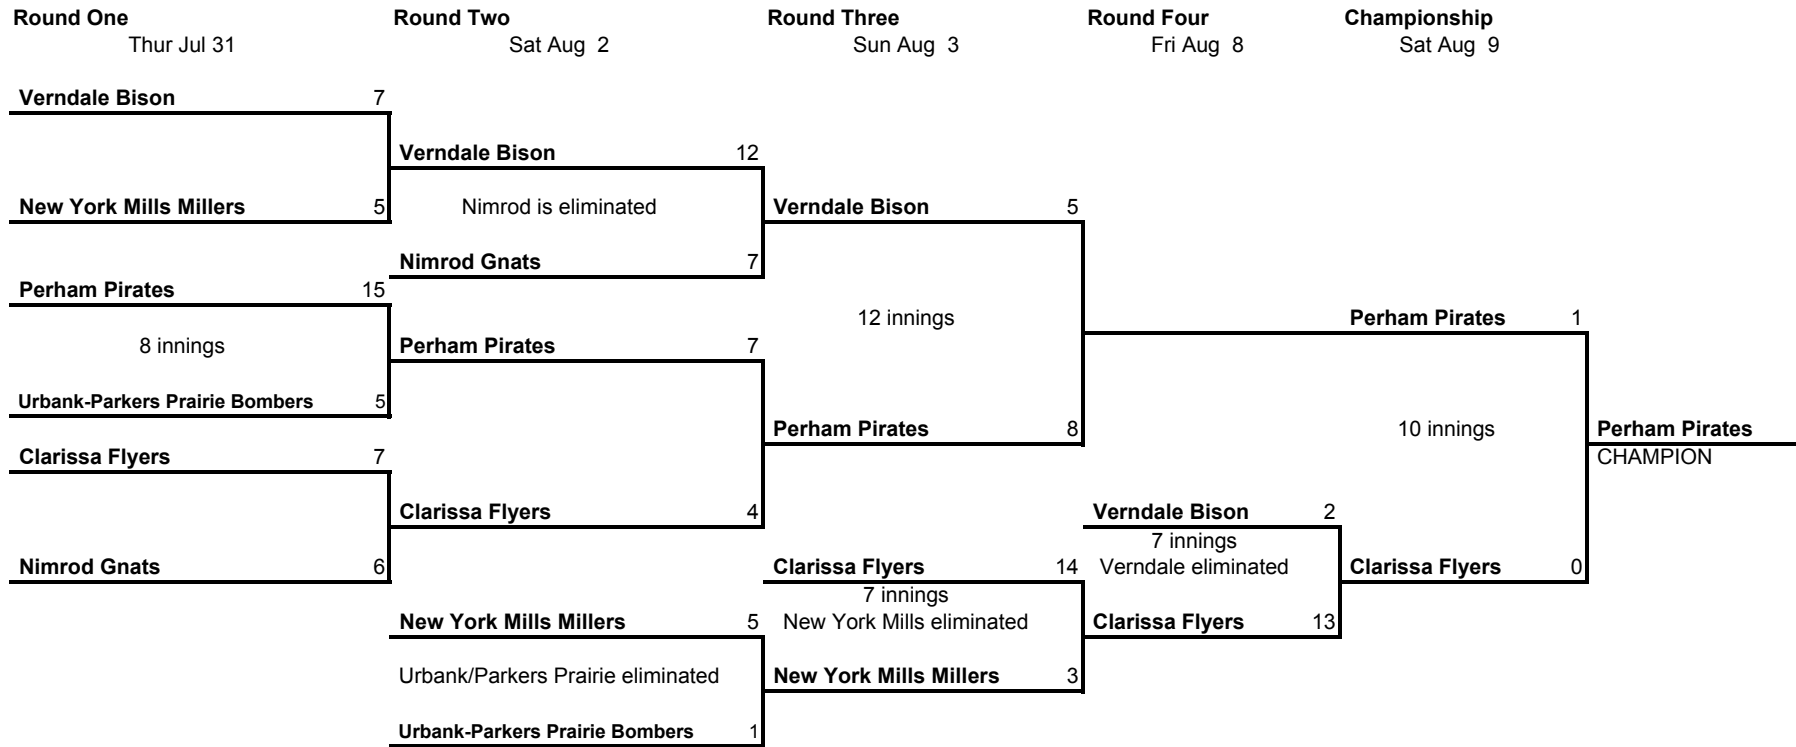 Round One
Thur Jul 31
Round Two
Sat Aug 2
Round Three
Sun Aug 3
Round Four
Fri Aug 8
Championship
Sat Aug 9
Verndale Bison 7
New York Mills Millers 5
Perham Pirates 15
8 innings
Urbank-Parkers Prairie Bombers 5
Clarissa Flyers 7
Nimrod Gnats 6
Verndale Bison 12
Nimrod is eliminated
Nimrod Gnats 7
Perham Pirates 7
Clarissa Flyers 4
New York Mills Millers 5
Urbank/Parkers Prairie eliminated
Urbank-Parkers Prairie Bombers 1
Verndale Bison 5
12 innings
Perham Pirates 8
Clarissa Flyers 14
7 innings
New York Mills eliminated
New York Mills Millers 3
Verndale Bison 2
7 innings
Verndale eliminated
Clarissa Flyers 13
Perham Pirates 1
10 innings
Clarissa Flyers 0
Perham Pirates
CHAMPION